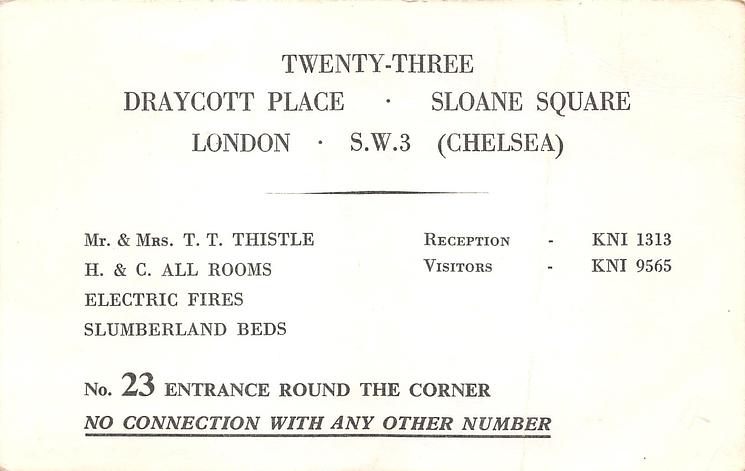 TWENTY-THREE
DRAYCOTT PLACE · SLOANE SQUARE
LONDON · S.W.3 (CHELSEA)
Mr. & Mrs. T. T. THISTLE
H. & C. ALL ROOMS
ELECTRIC FIRES
SLUMBERLAND BEDS
Reception - KNI 1313
Visitors - KNI 9565
No. 23 ENTRANCE ROUND THE CORNER
NO CONNECTION WITH ANY OTHER NUMBER